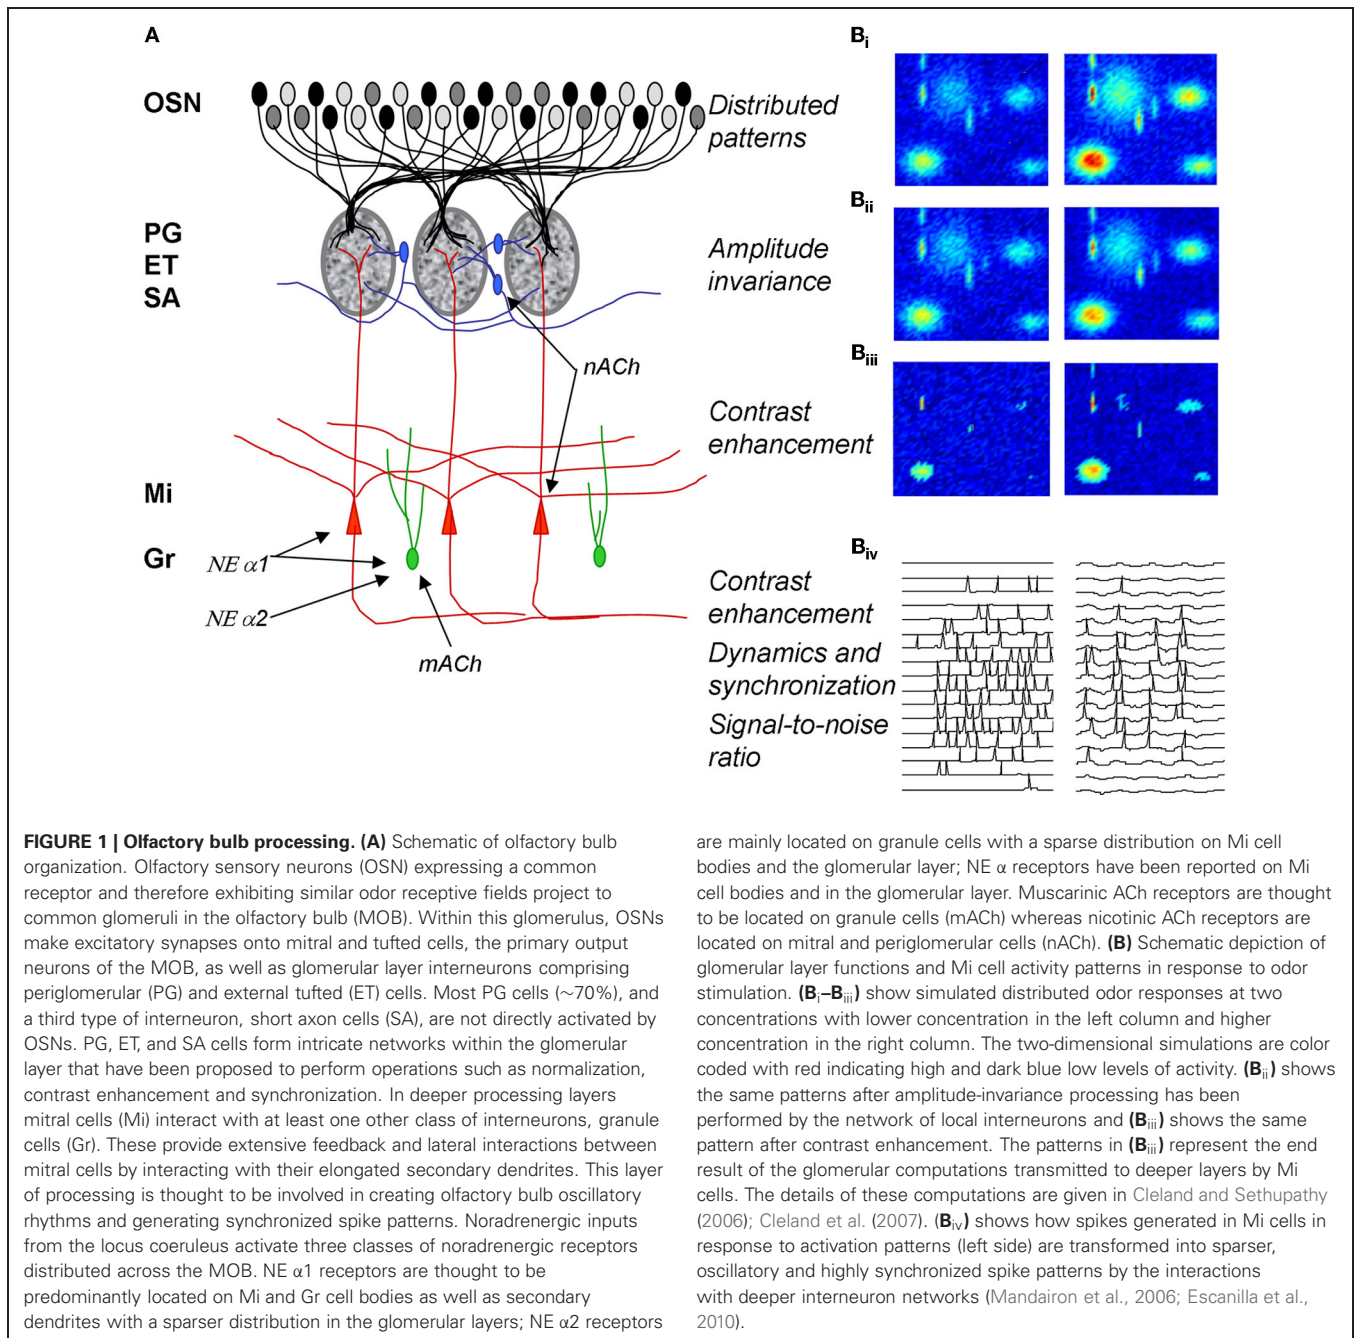 A
OSN
PG
ET
SA
nACh
Mi
Gr
NE α1
NE α2
mACh
Distributed
patterns
Amplitude
invariance
Contrast
enhancement
Contrast
enhancement
Dynamics and
synchronization
Signal-to-noise
ratio
Bi
Bii
Biii
Biv
FIGURE 1 | Olfactory bulb processing. (A) Schematic of olfactory bulb
organization. Olfactory sensory neurons (OSN) expressing a common
receptor and therefore exhibiting similar odor receptive fields project to
common glomeruli in the olfactory bulb (MOB). Within this glomerulus, OSNs
make excitatory synapses onto mitral and tufted cells, the primary output
neurons of the MOB, as well as glomerular layer interneurons comprising
periglomerular (PG) and external tufted (ET) cells. Most PG cells (∼70%), and
a third type of interneuron, short axon cells (SA), are not directly activated by
OSNs. PG, ET, and SA cells form intricate networks within the glomerular
layer that have been proposed to perform operations such as normalization,
contrast enhancement and synchronization. In deeper processing layers
mitral cells (Mi) interact with at least one other class of interneurons, granule
cells (Gr). These provide extensive feedback and lateral interactions between
mitral cells by interacting with their elongated secondary dendrites. This layer
of processing is thought to be involved in creating olfactory bulb oscillatory
rhythms and generating synchronized spike patterns. Noradrenergic inputs
from the locus coeruleus activate three classes of noradrenergic receptors
distributed across the MOB. NE α1 receptors are thought to be
predominantly located on Mi and Gr cell bodies as well as secondary
dendrites with a sparser distribution in the glomerular layers; NE α2 receptors
are mainly located on granule cells with a sparse distribution on Mi cell
bodies and the glomerular layer; NE α receptors have been reported on Mi
cell bodies and in the glomerular layer. Muscarinic ACh receptors are thought
to be located on granule cells (mACh) whereas nicotinic ACh receptors are
located on mitral and periglomerular cells (nACh). (B) Schematic depiction of
glomerular layer functions and Mi cell activity patterns in response to odor
stimulation. (Bi–Biii) show simulated distributed odor responses at two
concentrations with lower concentration in the left column and higher
concentration in the right column. The two-dimensional simulations are color
coded with red indicating high and dark blue low levels of activity. (Bii) shows
the same patterns after amplitude-invariance processing has been
performed by the network of local interneurons and (Biii) shows the same
pattern after contrast enhancement. The patterns in (Biii) represent the end
result of the glomerular computations transmitted to deeper layers by Mi
cells. The details of these computations are given in Cleland and Sethupathy
(2006); Cleland et al. (2007). (Biv) shows how spikes generated in Mi cells in
response to activation patterns (left side) are transformed into sparser,
oscillatory and highly synchronized spike patterns by the interactions
with deeper interneuron networks (Mandairon et al., 2006; Escanilla et al.,
2010).